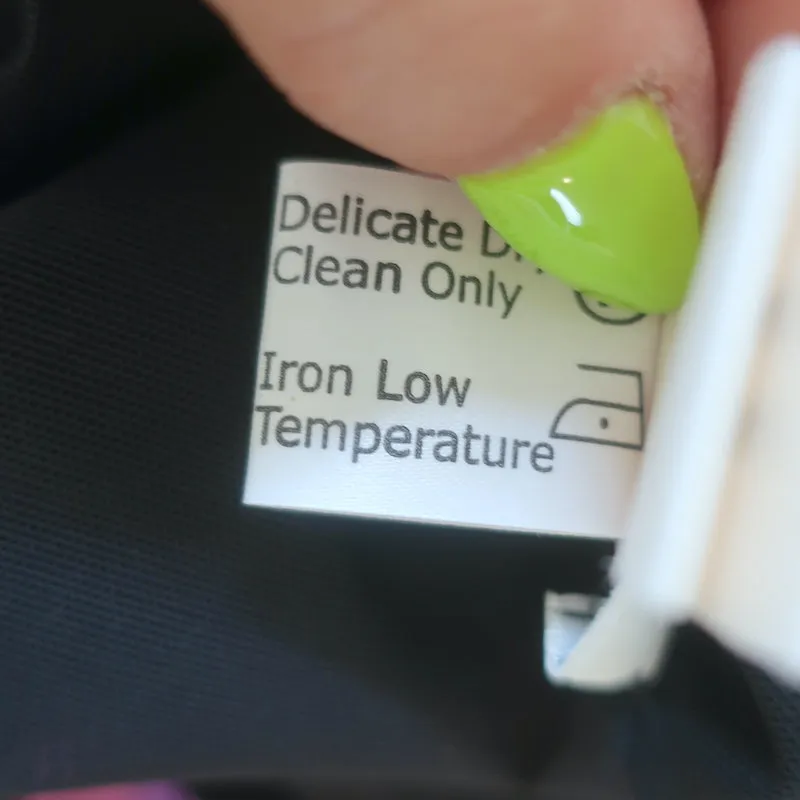 Delicate
Clean Only
Iron Low
Temperature